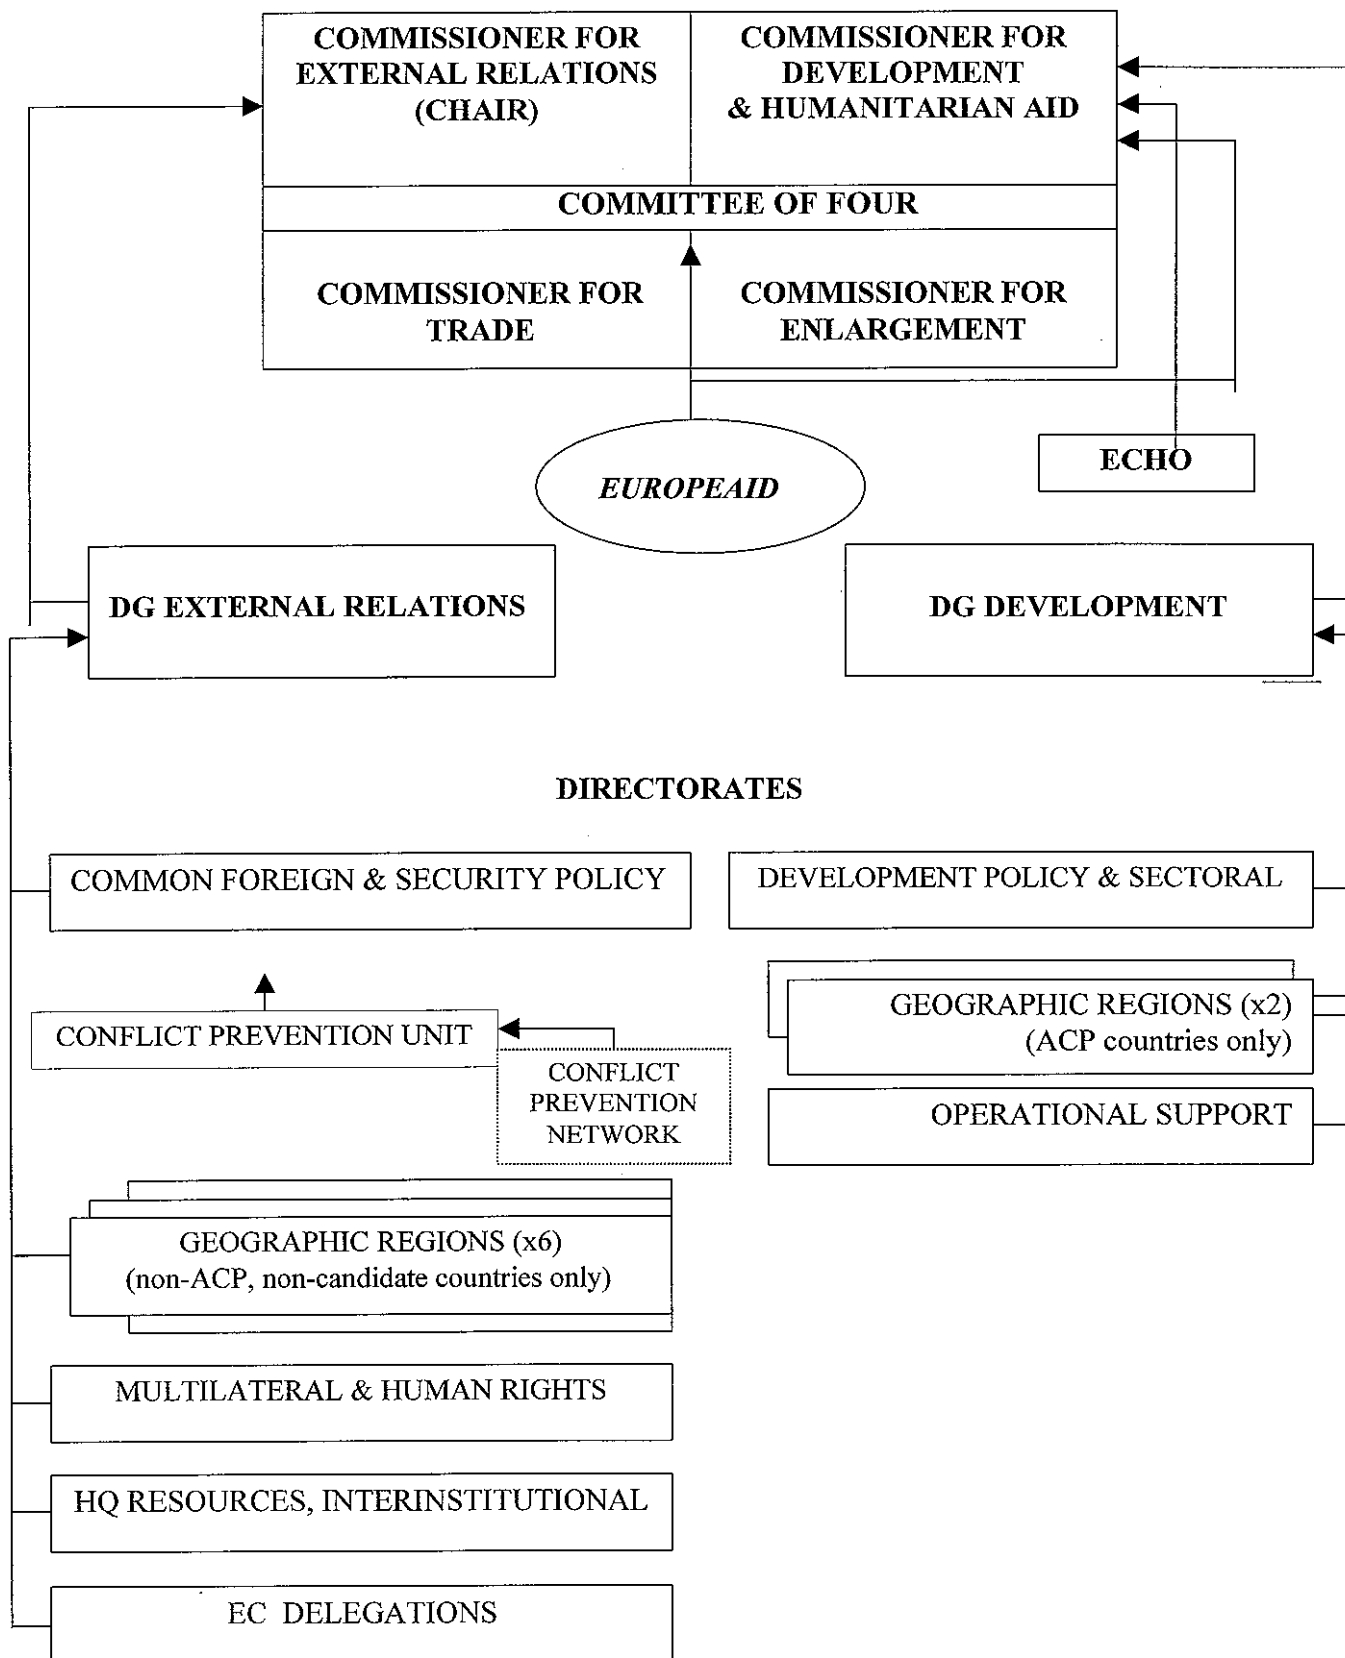 COMMISSIONER FOR
EXTERNAL RELATIONS
(CHAIR)
COMMISSIONER FOR
DEVELOPMENT
& HUMANITARIAN AID
COMMITTEE OF FOUR
COMMISSIONER FOR
TRADE
COMMISSIONER FOR
ENLARGEMENT
EUROPEAID
ECHO
DG EXTERNAL RELATIONS
DG DEVELOPMENT
DIRECTORATES
COMMON FOREIGN & SECURITY POLICY
DEVELOPMENT POLICY & SECTORAL
CONFLICT PREVENTION UNIT
CONFLICT
PREVENTION
NETWORK
GEOGRAPHIC REGIONS (x2)
(ACP countries only)
OPERATIONAL SUPPORT
GEOGRAPHIC REGIONS (x6)
(non-ACP, non-candidate countries only)
MULTILATERAL & HUMAN RIGHTS
HQ RESOURCES, INTERINSTITUTIONAL
EC DELEGATIONS